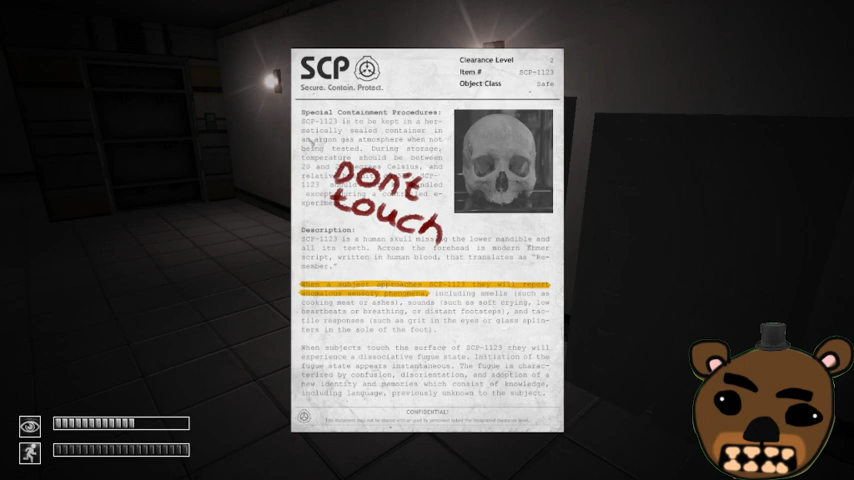 SCP
Secure. Contain. Protect.
Clearance Level 2
Item # SCP-1123
Object Class Safe
Special Containment Procedures:
SCP-1123 is to be kept in a her-
metically sealed container in
an argon gas atmosphere when not
being tested. During storage,
temperature should be between
20 and
relative
1123
except during a controlled e-
Don't
touch
Description:
SCP-1123 is a human skull missing the lower mandible and
all its teeth. Across the forehead is modern Khmer
script, written in human blood, that translates as "Re-
member."
When a subject approaches SCP-1123 they will report
anomalous sensory phenomena, including smells (such as
cooking meat or ashes), sounds (such as soft crying, low
heartbeats or breathing, or distant footsteps), and tac-
tile responses (such as grit in the eyes or glass splin-
ters in the sole of the foot).
When subjects touch the surface of SCP-1123 they will
experience a dissociative fugue state. Initiation of the
fugue state appears instantaneous. The fugue is charac-
terised by confusion, disorientation, and adoption of a
new identity and memories which consist of knowledge,
including language, previously unknown to the subject.
CONFIDENTIAL!